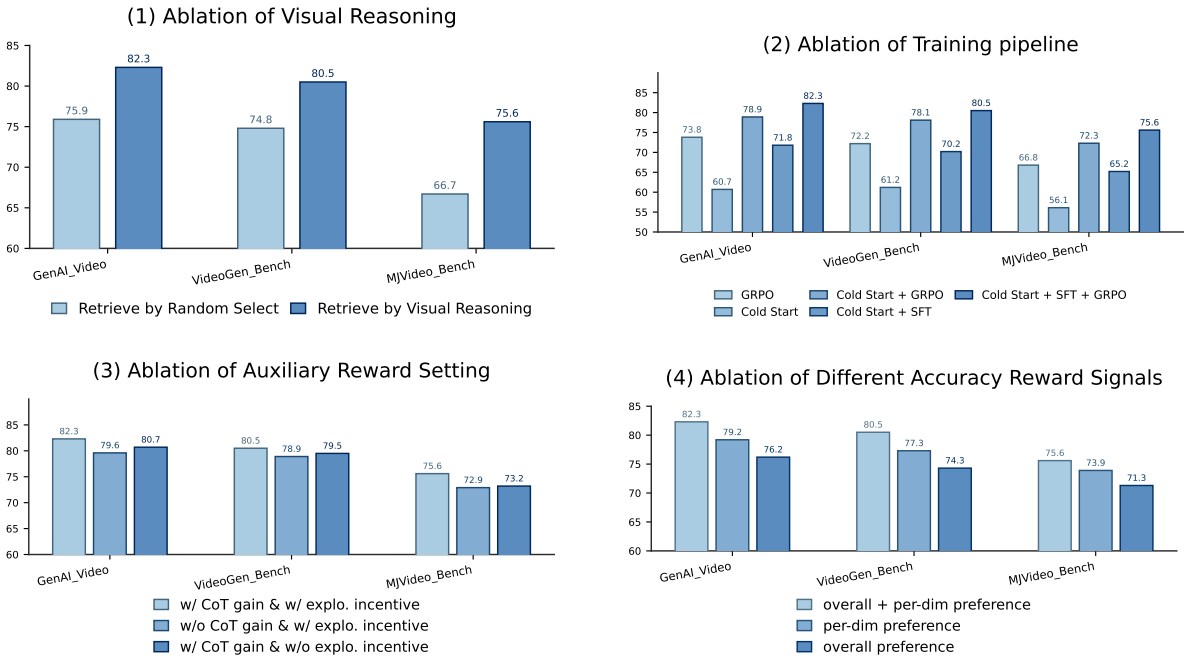 (1) Ablation of Visual Reasoning
85
80
75
70
65
60
75.9
82.3
74.8
80.5
66.7
75.6
GenAI_Video
VideoGen_Bench
MJVideo_Bench
Retrieve by Random Select
Retrieve by Visual Reasoning
(2) Ablation of Training pipeline
85
80
75
70
65
60
55
50
73.8
60.7
78.9
71.8
82.3
72.2
61.2
78.1
70.2
80.5
66.8
56.1
72.3
65.2
75.6
GenAI_Video
VideoGen_Bench
MJVideo_Bench
GRPO
Cold Start
Cold Start + GRPO
Cold Start + SFT
Cold Start + SFT + GRPO
(3) Ablation of Auxiliary Reward Setting
85
80
75
70
65
60
82.3
79.6
80.7
80.5
78.9
79.5
75.6
72.9
73.2
GenAI_Video
VideoGen_Bench
MJVideo_Bench
w/ CoT gain & w/ explo. incentive
w/o CoT gain & w/ explo. incentive
w/ CoT gain & w/o explo. incentive
(4) Ablation of Different Accuracy Reward Signals
85
80
75
70
65
60
82.3
79.2
76.2
80.5
77.3
74.3
75.6
73.9
71.3
GenAI_Video
VideoGen_Bench
MJVideo_Bench
overall + per-dim preference
per-dim preference
overall preference